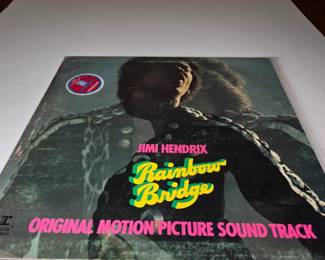 JIMI HENDRIX
Rainbow
Bridge
ORIGINAL MOTION PICTURE SOUND TRACK